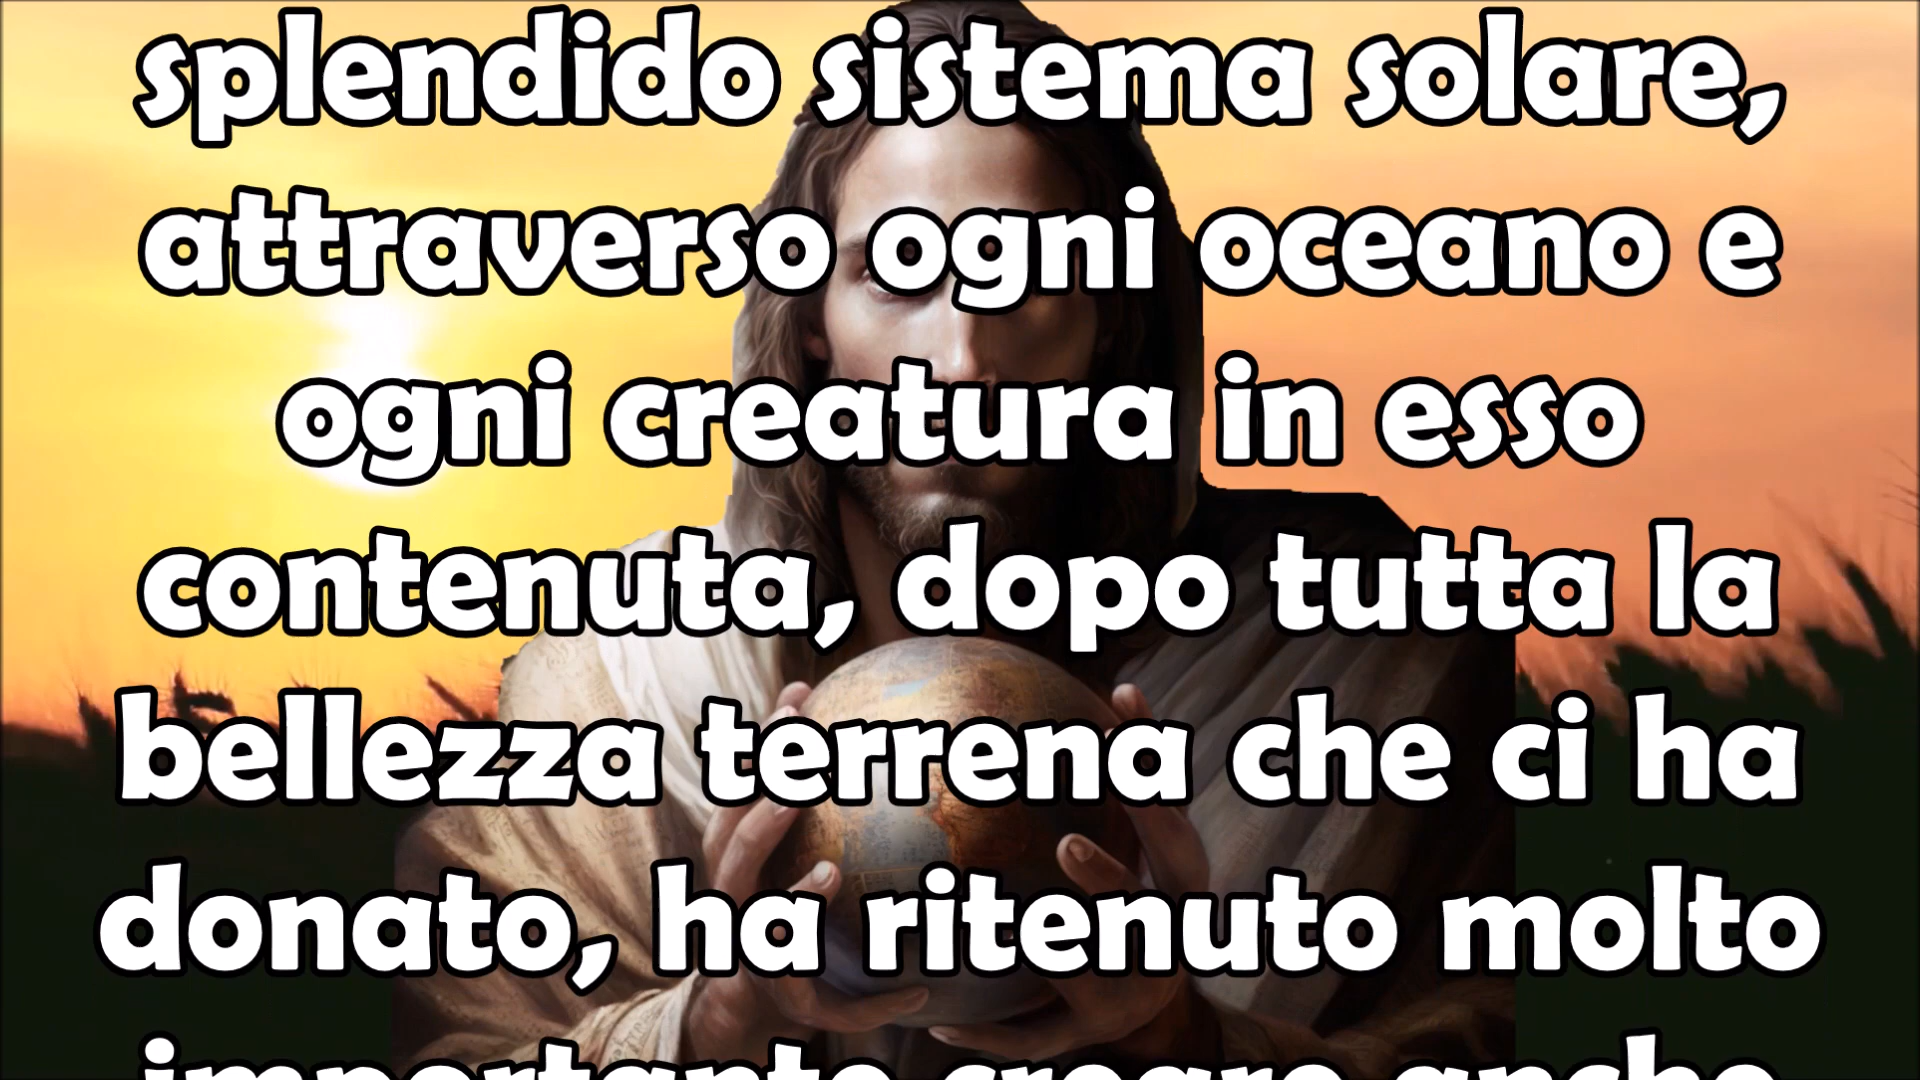 splendido sistema solare,
attraverso ogni oceano e
ogni creatura in esso
contenuta, dopo tutta la
bellezza terrena che ci ha
donato, ha ritenuto molto
importante creare anche